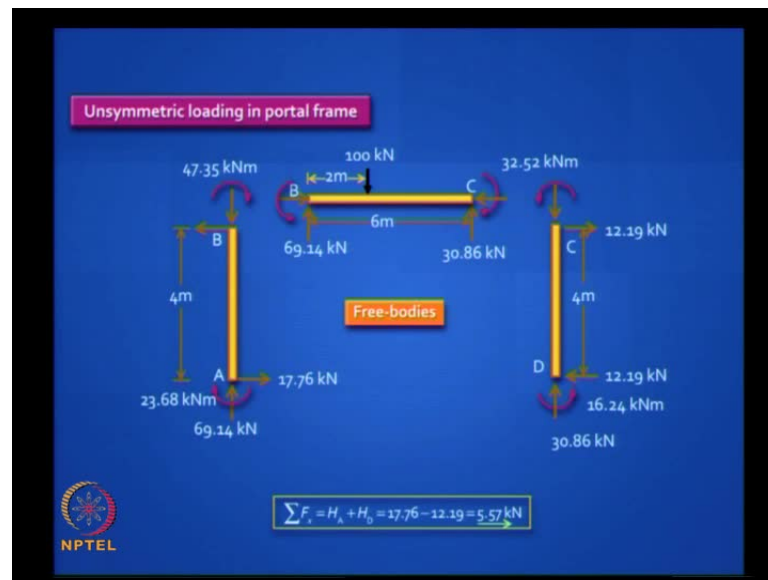 Unsymmetric loading in portal frame
47.35 kNm
100 kN
32.52 kNm
2m
B
C
6m
69.14 kN
30.86 kN
B
C
12.19 kN
4m
4m
Free-bodies
A
17.76 kN
D
12.19 kN
23.68 kNm
16.24 kNm
69.14 kN
30.86 kN
∑Fₓ = H_A + H_D = 17.76 − 12.19 = 5.57 kN
NPTEL